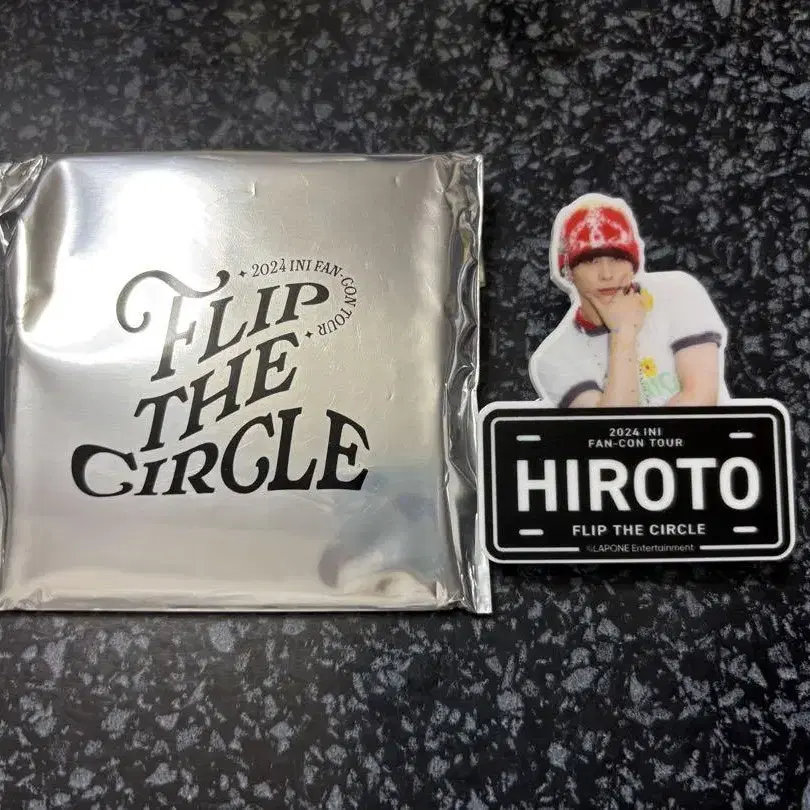 2024 INI FAN-CON TOUR
FLIP
THE
CIRCLE
2024 INI
FAN-CON TOUR
HIROTO
FLIP THE CIRCLE
©LAPONE Entertainment